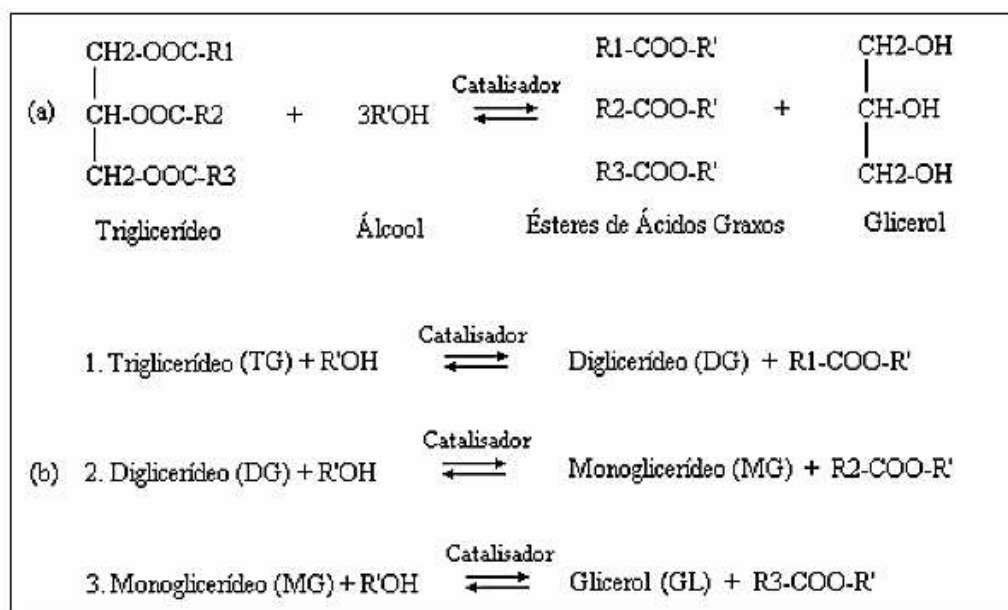 CH2-OOC-R1 R1-COO-R' CH2-OH
Catalisador
(a) CH-OOC-R2 + 3R'OH R2-COO-R' + CH-OH
CH2-OOC-R3 R3-COO-R' CH2-OH
Triglicerídeo Álcool Ésteres de Ácidos Graxos Glicerol
Catalisador
1. Triglicerídeo (TG) + R'OH Diglicerídeo (DG) + R1-COO-R'
Catalisador
(b) 2. Diglicerídeo (DG) + R'OH Monoglicerídeo (MG) + R2-COO-R'
Catalisador
3. Monoglicerídeo (MG) + R'OH Glicerol (GL) + R3-COO-R'